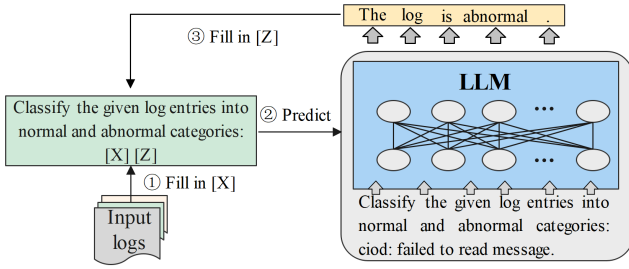 The log is abnormal .
③ Fill in [Z]
LLM
Classify the given log entries into
normal and abnormal categories:
[X] [Z]
② Predict
...
...
① Fill in [X]
Input
logs
Classify the given log entries into
normal and abnormal categories:
ciod: failed to read message.